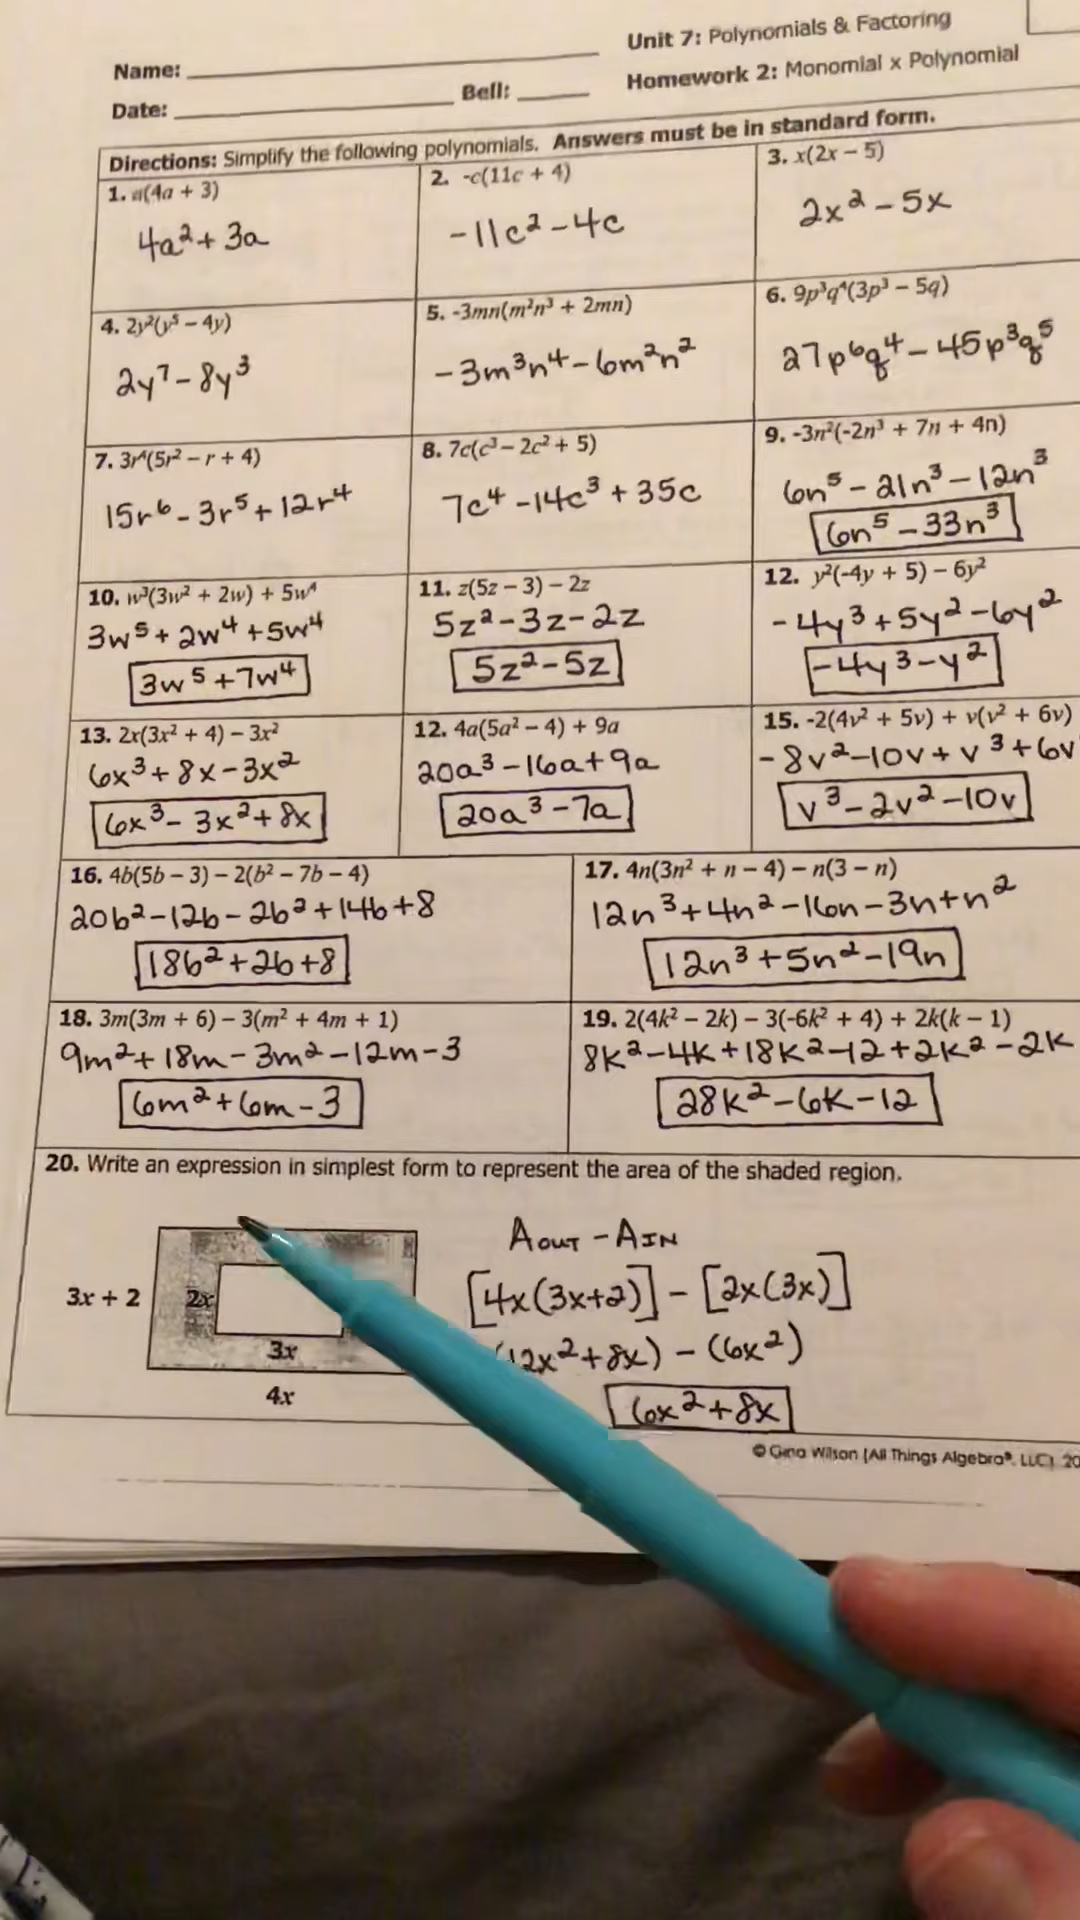 Unit 7: Polynomials & Factoring
Name:
Homework 2: Monomial x Polynomial
Date: Bell:
Directions: Simplify the following polynomials. Answers must be in standard form.
1. a(4a + 3)
4a² + 3a
2. -c(11c + 4)
-11c² - 4c
3. x(2x – 5)
2x² - 5x
4. 2y²(y⁵ – 4y)
2y⁷ - 8y³
5. -3mn(m²n³ + 2mn)
-3m³n⁴ - 6m²n²
6. 9p³q⁴(3p³ – 5q)
27p⁶q⁴ - 45p³q⁵
7. 3r⁴(5r² – r + 4)
15r⁶ - 3r⁵ + 12r⁴
8. 7c(c³ – 2c² + 5)
7c⁴ - 14c³ + 35c
9. -3n²(-2n³ + 7n + 4n)
6n⁵ - 21n³ - 12n³
6n⁵ - 33n³
10. w³(3w² + 2w) + 5w⁴
3w⁵ + 2w⁴ + 5w⁴
3w⁵ + 7w⁴
11. z(5z – 3) – 2z
5z² - 3z - 2z
5z² - 5z
12. y²(-4y + 5) – 6y²
-4y³ + 5y² - 6y²
-4y³ - y²
13. 2x(3x² + 4) – 3x²
6x³ + 8x - 3x²
6x³ - 3x² + 8x
12. 4a(5a² – 4) + 9a
20a³ - 16a + 9a
20a³ - 7a
15. -2(4v² + 5v) + v(v² + 6v)
-8v² - 10v + v³ + 6v
v³ - 2v² - 10v
16. 4b(5b – 3) – 2(b² – 7b – 4)
20b² - 12b - 2b² + 14b + 8
18b² + 2b + 8
17. 4n(3n² + n – 4) – n(3 – n)
12n³ + 4n² - 16n - 3n + n²
12n³ + 5n² - 19n
18. 3m(3m + 6) – 3(m² + 4m + 1)
9m² + 18m - 3m² - 12m - 3
6m² + 6m - 3
19. 2(4k² – 2k) – 3(-6k² + 4) + 2k(k – 1)
8k² - 4k + 18k² - 12 + 2k² - 2k
28k² - 6k - 12
20. Write an expression in simplest form to represent the area of the shaded region.
3x + 2
2x
3x
4x
AOUT - AIN
[4x(3x+2)] - [2x(3x)]
12x² + 8x) - (6x²)
6x² + 8x
© Gina Wilson (All Things Algebra®, LLC), 20